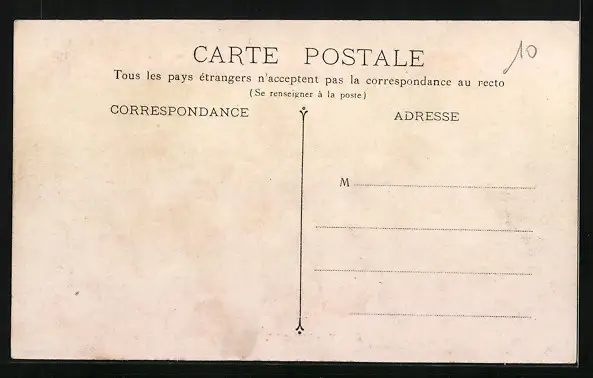 CARTE POSTALE
10
Tous les pays étrangers n'acceptent pas la correspondance au recto
(Se renseigner à la poste)
CORRESPONDANCE
ADRESSE
M